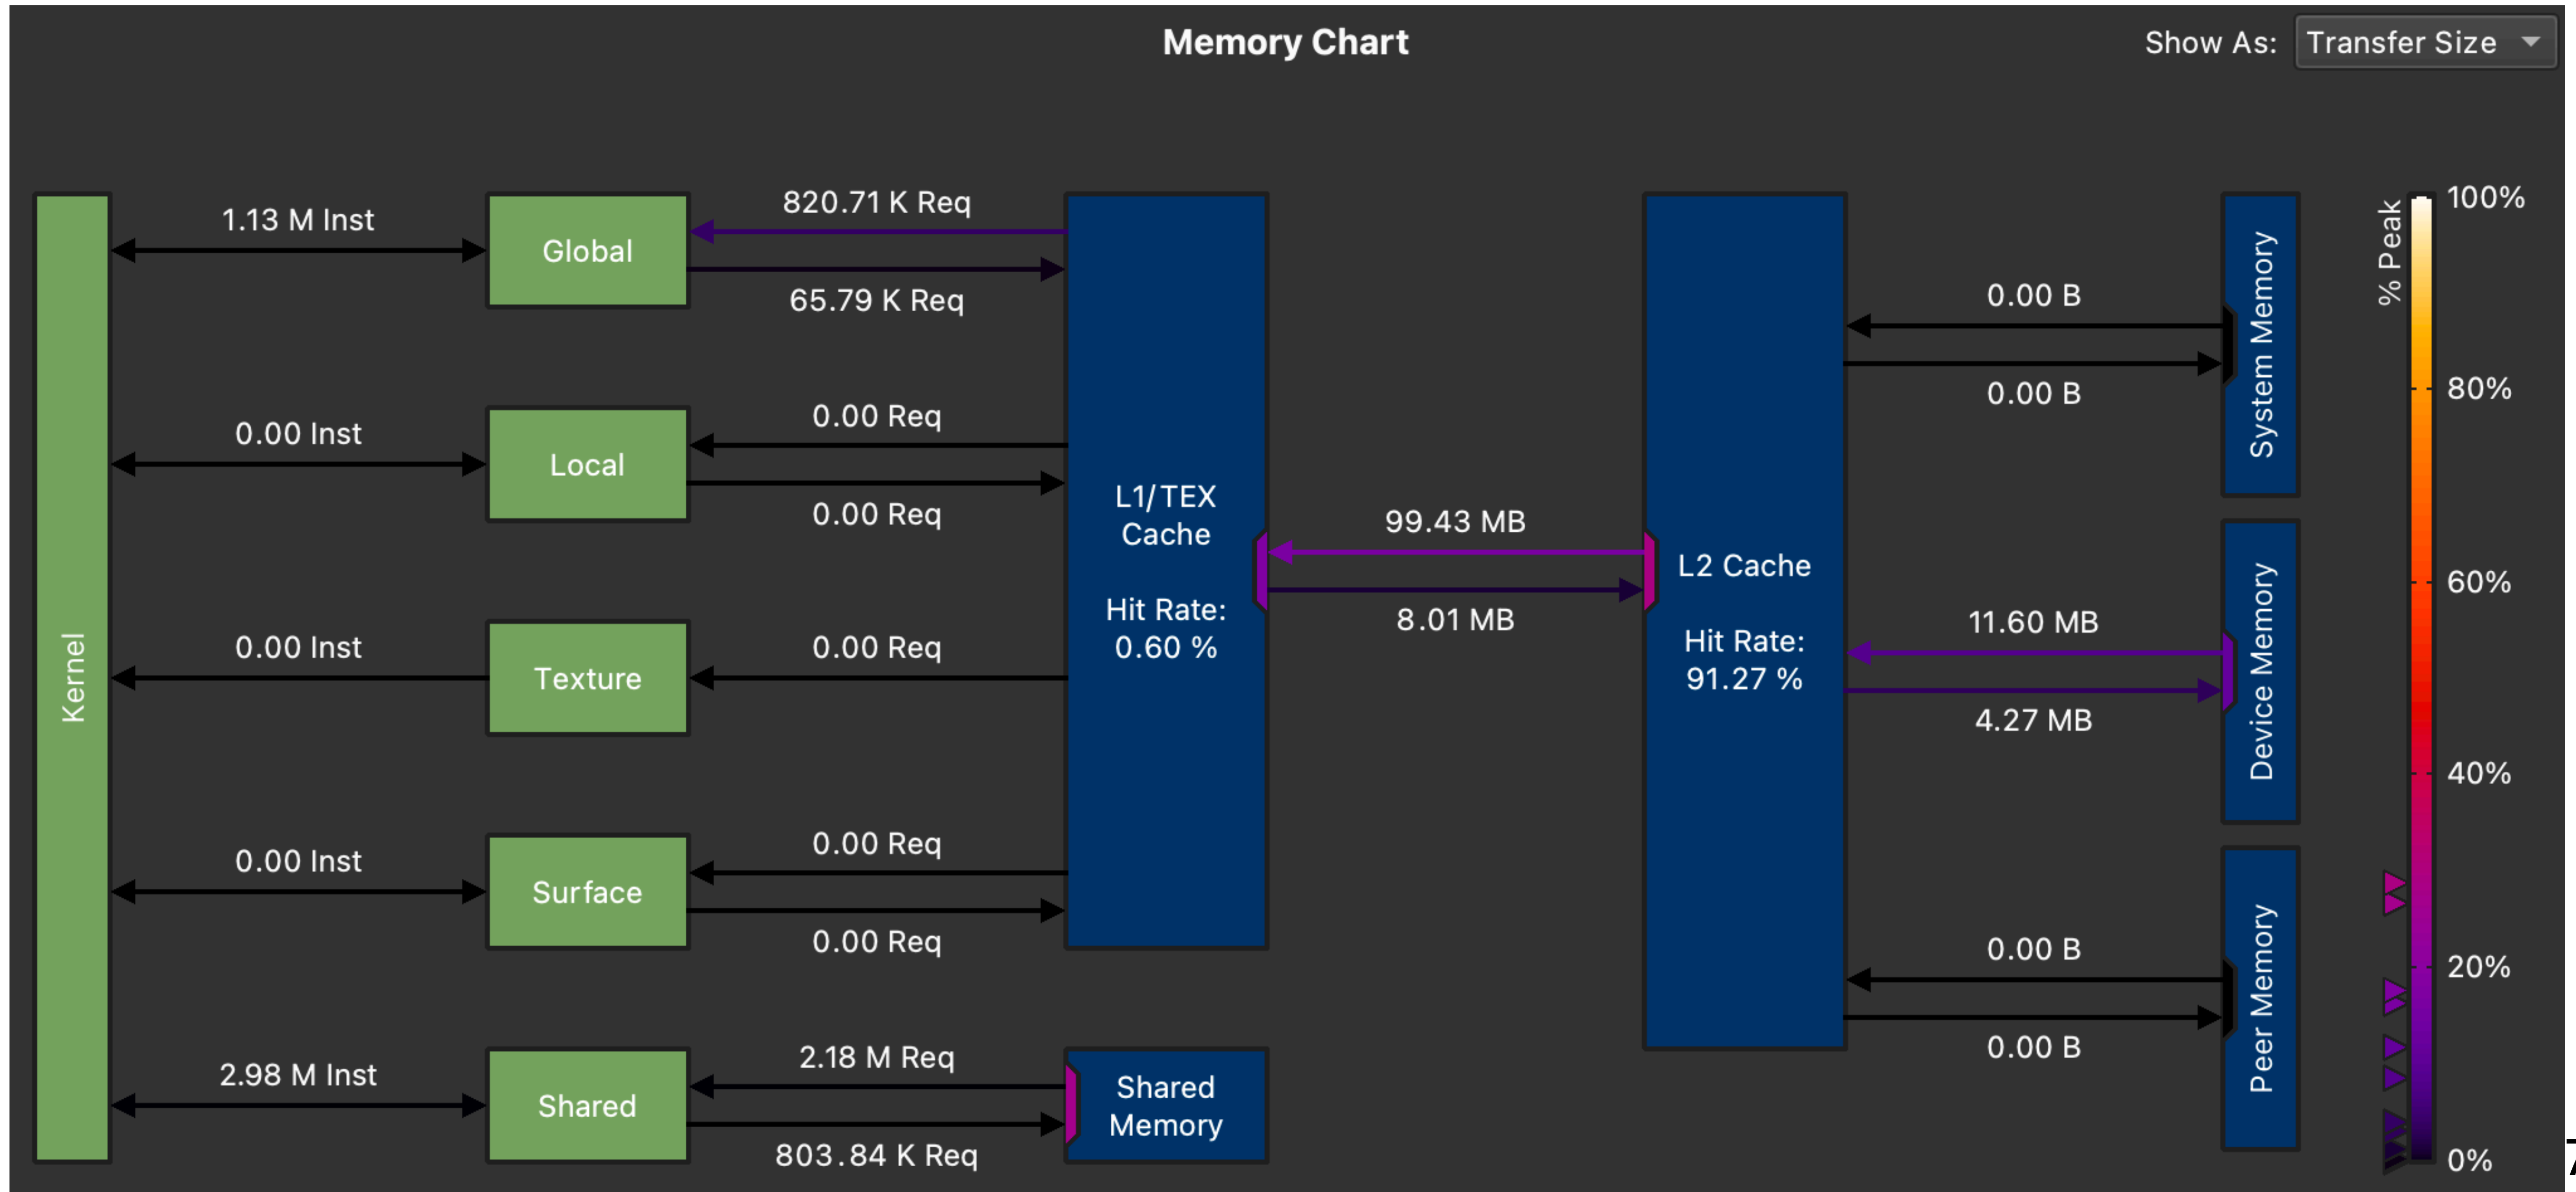 Memory Chart
Show As:
Transfer Size
Kernel
1.13 M Inst
Global
820.71 K Req
65.79 K Req
0.00 Inst
Local
0.00 Req
0.00 Req
0.00 Inst
Texture
0.00 Req
0.00 Inst
Surface
0.00 Req
0.00 Req
2.98 M Inst
Shared
2.18 M Req
803.84 K Req
L1/TEX
Cache
Hit Rate:
0.60 %
Shared
Memory
99.43 MB
8.01 MB
L2 Cache
Hit Rate:
91.27 %
0.00 B
0.00 B
System Memory
11.60 MB
4.27 MB
Device Memory
0.00 B
0.00 B
Peer Memory
% Peak
100%
80%
60%
40%
20%
0%